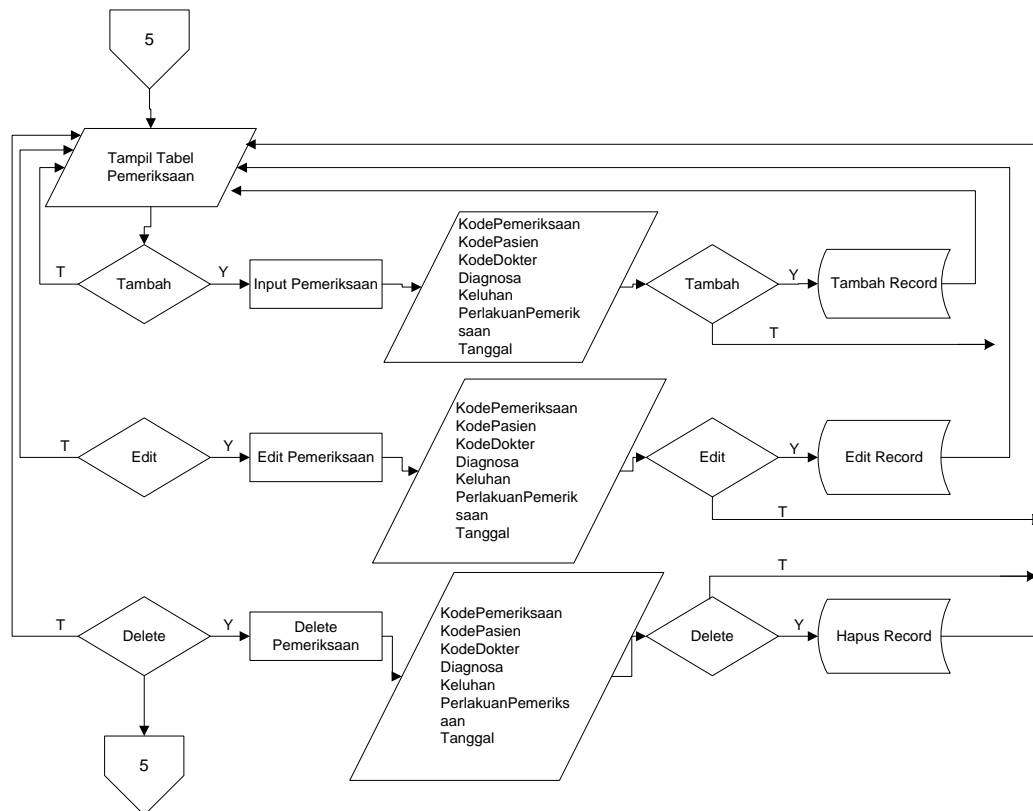 5
Tampil Tabel
Pemeriksaan
T
Tambah
Y
Input Pemeriksaan
KodePemeriksaan
KodePasien
KodeDokter
Diagnosa
Keluhan
PerlakuanPemerik
saan
Tanggal
Tambah
Y
Tambah Record
T
T
Edit
Y
Edit Pemeriksaan
KodePemeriksaan
KodePasien
KodeDokter
Diagnosa
Keluhan
PerlakuanPemerik
saan
Tanggal
Edit
Y
Edit Record
T
T
Delete
Y
Delete
Pemeriksaan
KodePemeriksaan
KodePasien
KodeDokter
Diagnosa
Keluhan
PerlakuanPemeriks
aan
Tanggal
T
Delete
Y
Hapus Record
5